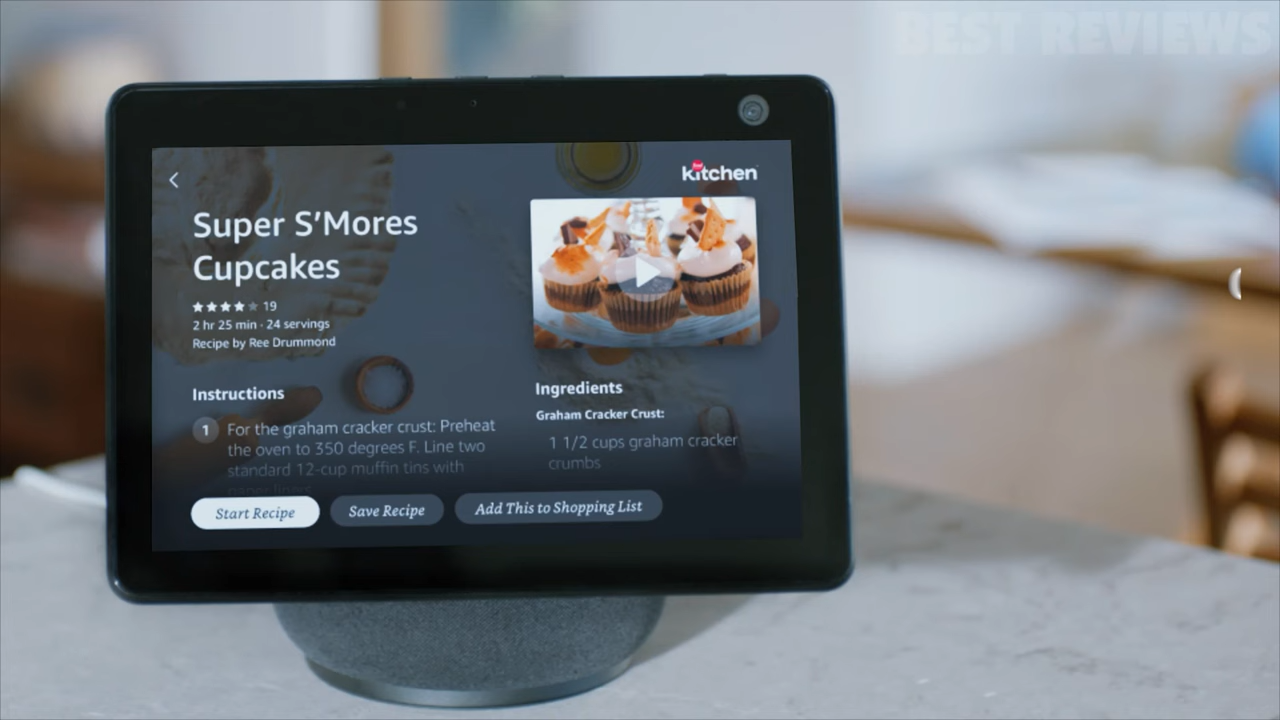 BEST REVIEWS
food
kitchen
Super S'Mores
Cupcakes
19
2 hr 25 min · 24 servings
Recipe by Ree Drummond
Instructions
1 For the graham cracker crust: Preheat
the oven to 350 degrees F. Line two
standard 12-cup muffin tins with
paper liners
Ingredients
Graham Cracker Crust:
1 1/2 cups graham cracker
crumbs
Start Recipe
Save Recipe
Add This to Shopping List